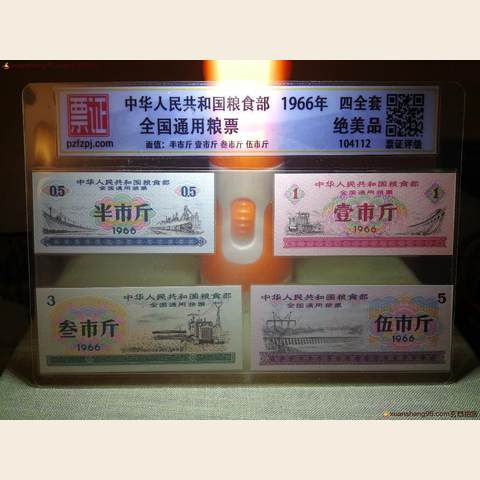 票证
pzfzpj.com
中华人民共和国粮食部 1966年 四全套
全国通用粮票 绝美品
面值：半市斤 壹市斤 叁市斤 伍市斤 104112 票证评级
中华人民共和国粮食部
全国通用粮票
0.5 0.5
半市斤
1966
中华人民共和国粮食部
全国通用粮票
1 1
壹市斤
1966
3
中华人民共和国粮食部
全国通用粮票
叁市斤
1966
中华人民共和国粮食部
全国通用粮票
5
伍市斤
1966
xuanshang98.com玄色拍品